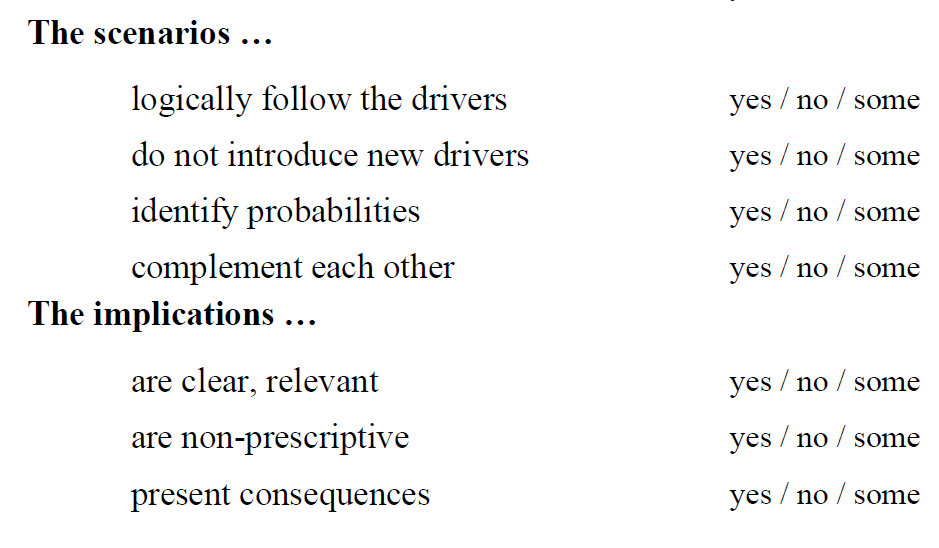 The scenarios …
logically follow the drivers yes / no / some
do not introduce new drivers yes / no / some
identify probabilities yes / no / some
complement each other yes / no / some
The implications …
are clear, relevant yes / no / some
are non-prescriptive yes / no / some
present consequences yes / no / some